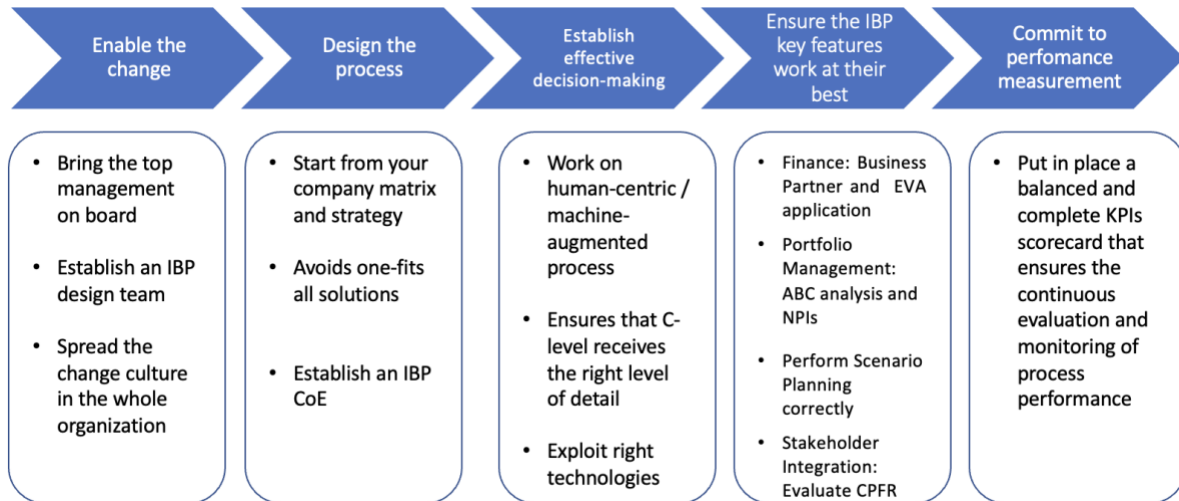 Enable the
change
Design the
process
Establish
effective
decision-making
Ensure the IBP
key features
work at their
best
Commit to
perfomance
measurement
• Bring the top
management
on board
• Establish an IBP
design team
• Spread the
change culture
in the whole
organization
• Start from your
company matrix
and strategy
• Avoids one-fits
all solutions
• Establish an IBP
CoE
• Work on
human-centric /
machine-
augmented
process
• Ensures that C-
level receives
the right level
of detail
• Exploit right
technologies
• Finance: Business
Partner and EVA
application
• Portfolio
Management:
ABC analysis and
NPIs
• Perform Scenario
Planning
correctly
• Stakeholder
Integration:
Evaluate CPFR
• Put in place a
balanced and
complete KPIs
scorecard that
ensures the
continuous
evaluation and
monitoring of
process
performance